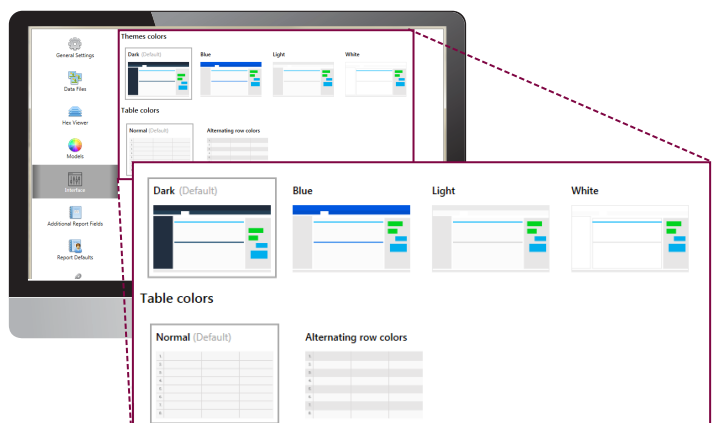 General Settings
Data Files
Hex Viewer
Models
Interface
Additional Report Fields
Report Defaults
Themes colors
Dark (Default) Blue Light White
Table colors
Normal (Default) Alternating row colors
Dark (Default) Blue Light White
Table colors
Normal (Default) Alternating row colors